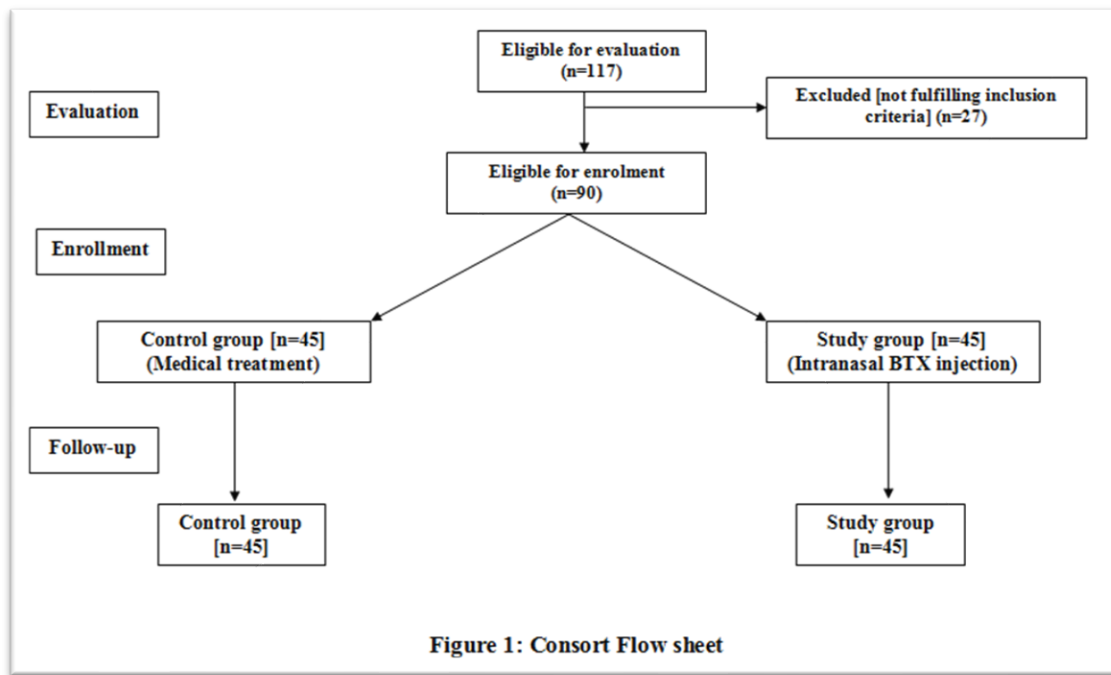 Eligible for evaluation
(n=117)
Evaluation
Excluded [not fulfilling inclusion
criteria] (n=27)
Eligible for enrolment
(n=90)
Enrollment
Control group [n=45]
(Medical treatment)
Study group [n=45]
(Intranasal BTX injection)
Follow-up
Control group
[n=45]
Study group
[n=45]
Figure 1: Consort Flow sheet